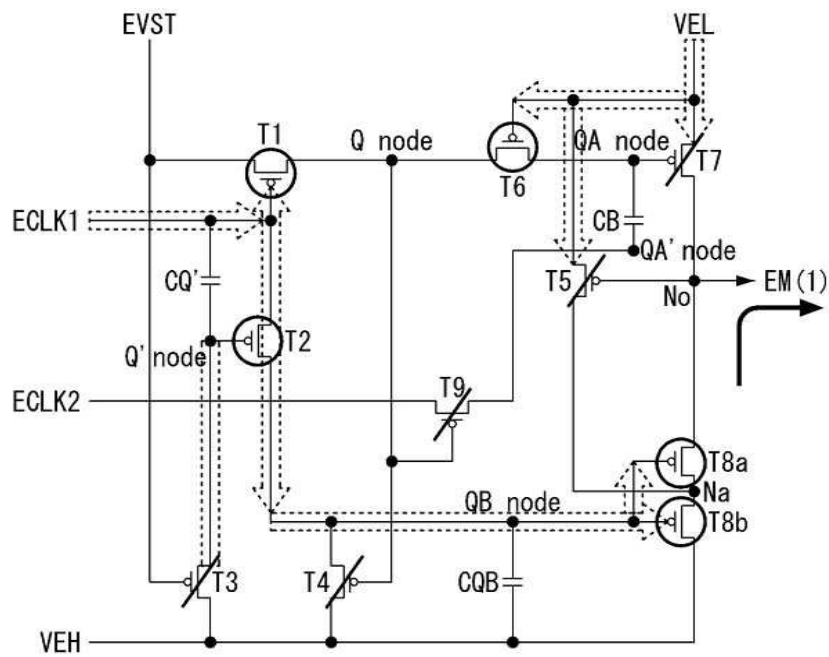 EVST
VEL
T1
Q node
QA node
T6
T7
ECLK1
CB
CQ'
QA' node
T5
No
EM(1)
T2
Q' node
ECLK2
T9
T8a
Na
QB node
T8b
T3
T4
CQB
VEH